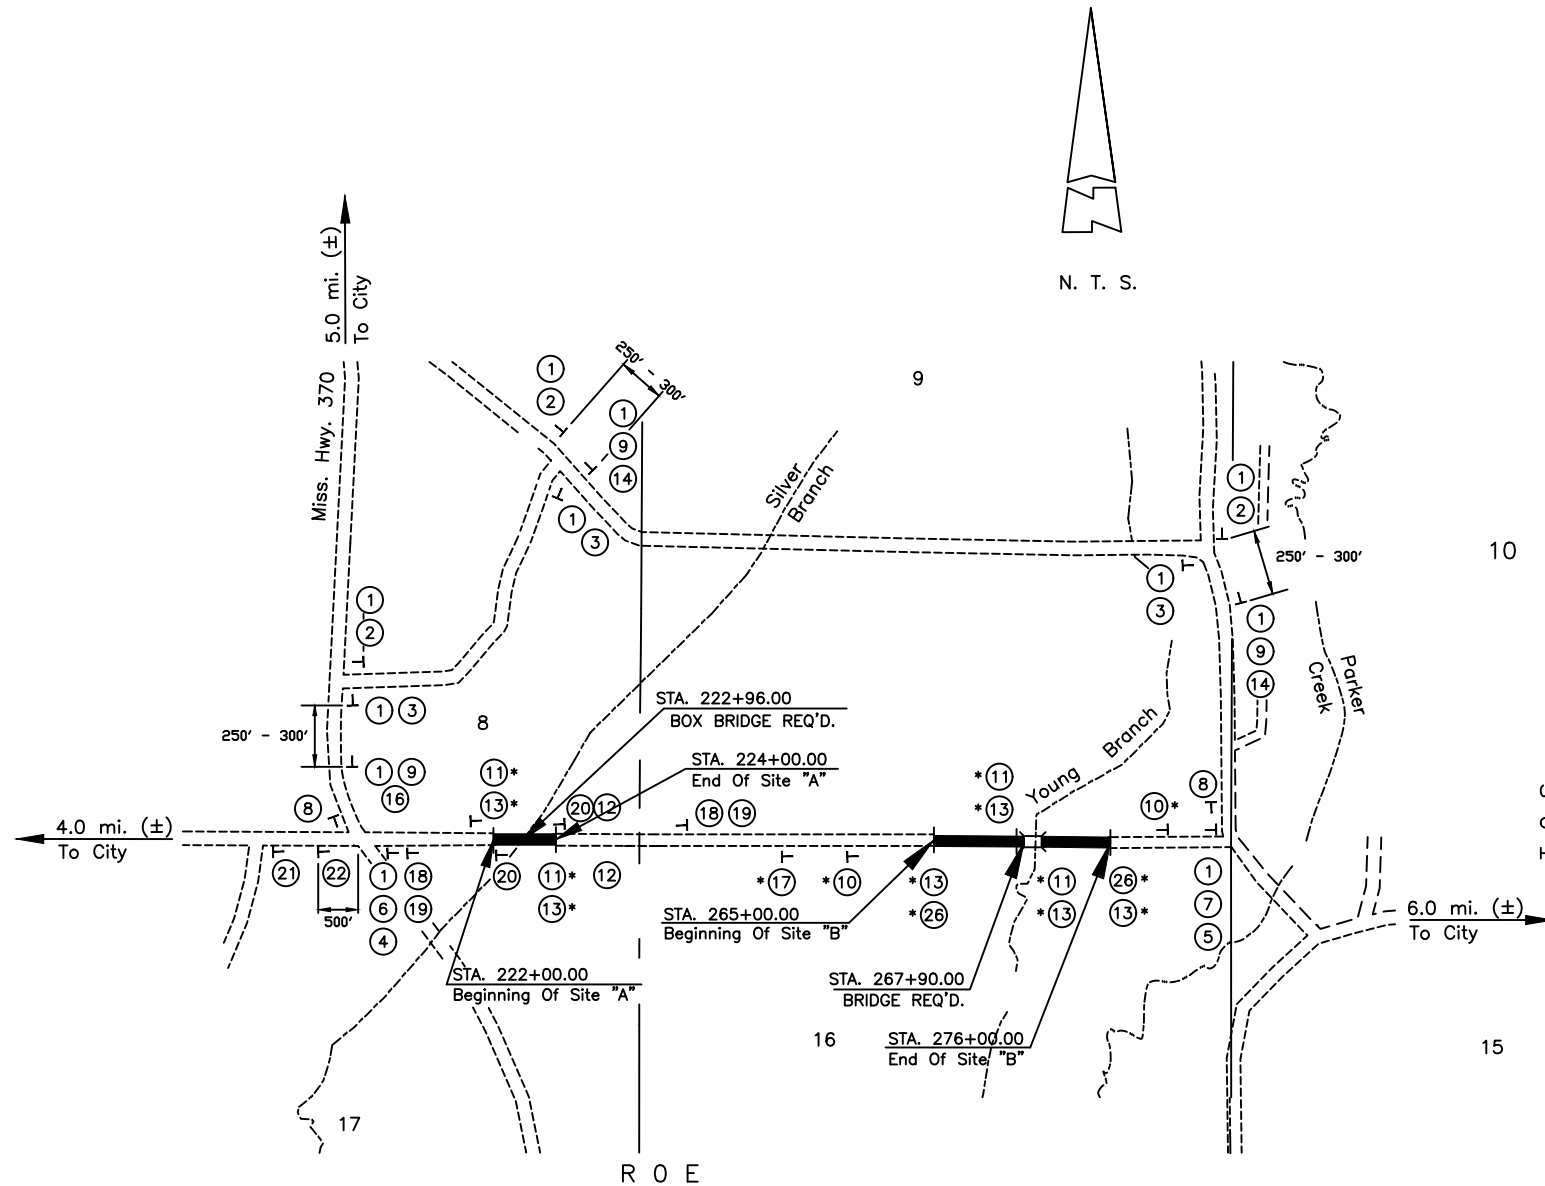 N. T. S.
5.0 mi. (±)
To City
Miss. Hwy. 370
250' - 300'
1
2
1
9
14
1
3
9
Silver
Branch
1
2
250' - 300'
10
1
3
1
9
14
Parker
Creek
1
2
1 3
250' - 300'
8
1 9
16
8
4.0 mi. (±)
To City
STA. 222+96.00
BOX BRIDGE REQ'D.
STA. 224+00.00
End Of Site "A"
11*
13*
20 12
18 19
*11
*13
Young Branch
10*
8
21
22
500'
1
6
4
18
19
20
11*
13*
12
*17
*10
*13
*26
*11
*13
26*
13*
1
7
5
STA. 265+00.00
Beginning Of Site "B"
6.0 mi. (±)
To City
STA. 222+00.00
Beginning Of Site "A"
STA. 267+90.00
BRIDGE REQ'D.
STA. 276+00.00
End Of Site "B"
16
15
17
R O E